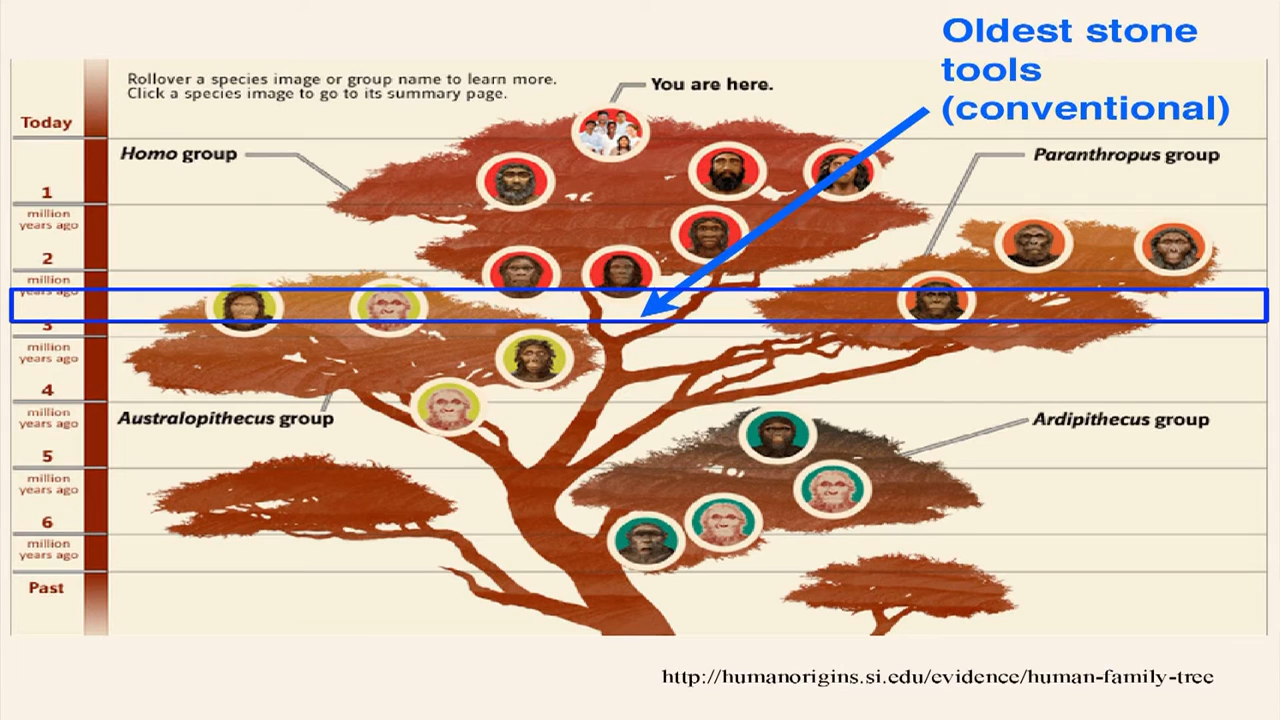 Oldest stone
tools
(conventional)
Rollover a species image or group name to learn more.
Click a species image to go to its summary page.
You are here.
Today
Homo group
Paranthropus group
1
million
years ago
2
million
years ago
3
million
years ago
4
million
years ago
Australopithecus group
Ardipithecus group
5
million
years ago
6
million
years ago
Past
http://humanorigins.si.edu/evidence/human-family-tree